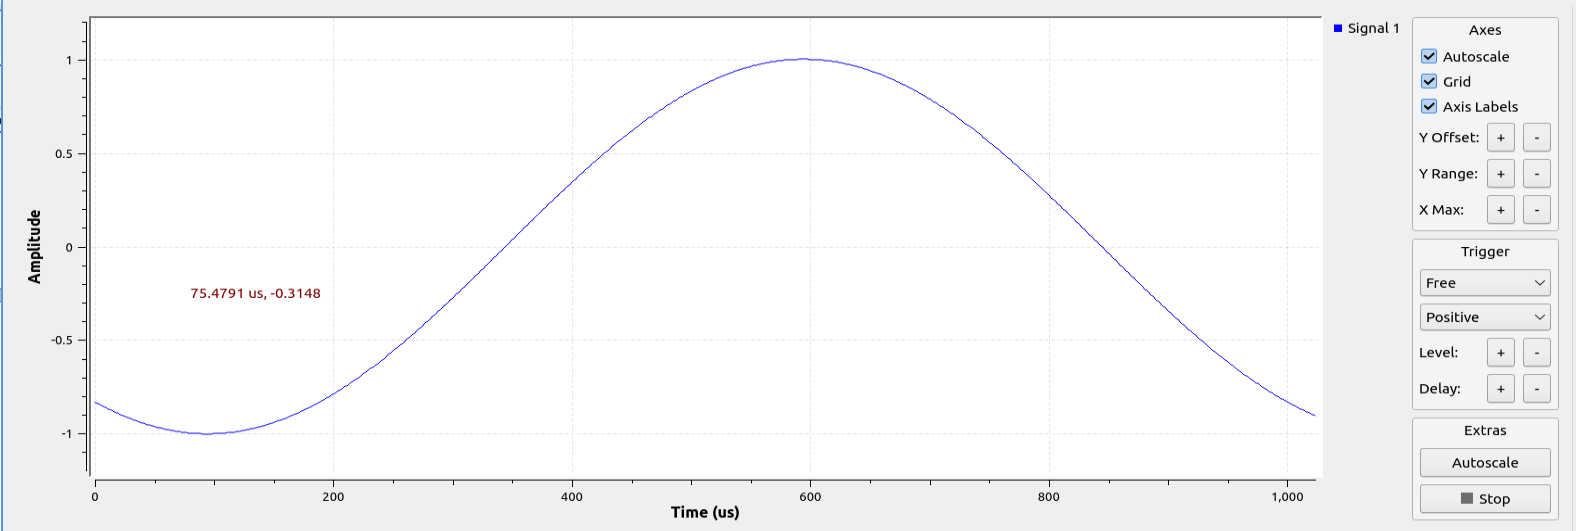 Signal 1
Amplitude
1
0.5
0
-0.5
-1
75.4791 us, -0.3148
0 200 400 600 800 1,000
Time (us)
Axes
Autoscale
Grid
Axis Labels
Y Offset: + -
Y Range: + -
X Max: + -
Trigger
Free
Positive
Level: + -
Delay: + -
Extras
Autoscale
Stop